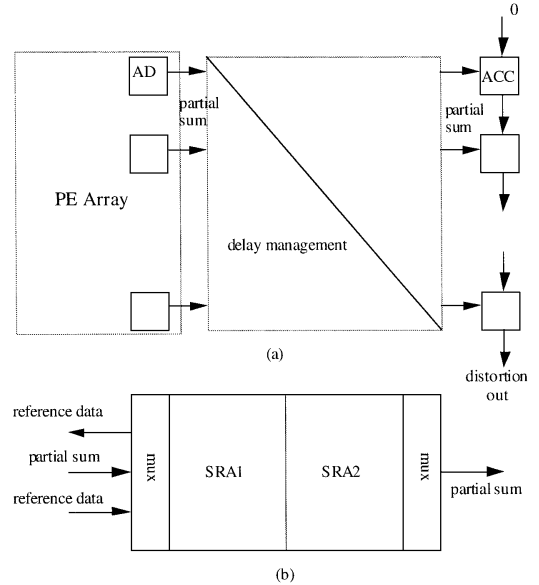 0
AD
ACC
partial
sum
partial
sum
PE Array
delay management
(a)
distortion
out
reference data
partial sum
reference data
mux
SRA1
SRA2
mux
partial sum
(b)